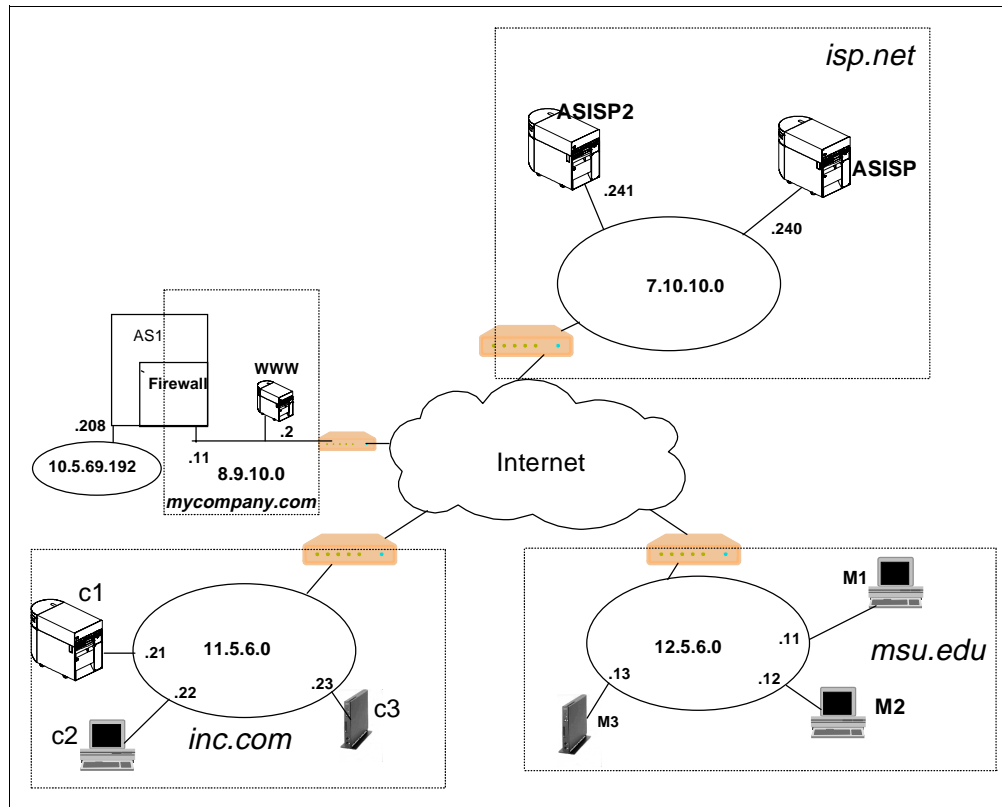 isp.net
ASISP2
ASISP
.241
.240
7.10.10.0
AS1
Firewall
WWW
.208
.2
.11
10.5.69.192
8.9.10.0
mycompany.com
Internet
c1
.21
11.5.6.0
.22
.23
c2
c3
inc.com
M1
.11
12.5.6.0
msu.edu
.13
.12
M2
M3